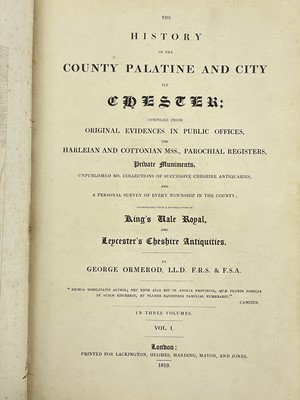 THE
HISTORY
OF THE
COUNTY PALATINE AND CITY
OF
CHESTER;
COMPILED FROM
ORIGINAL EVIDENCES IN PUBLIC OFFICES,
THE
HARLEIAN AND COTTONIAN MSS., PAROCHIAL REGISTERS,
Private Muniments,
UNPUBLISHED MS. COLLECTIONS OF SUCCESSIVE CHESHIRE ANTIQUARIES,
AND
A PERSONAL SURVEY OF EVERY TOWNSHIP IN THE COUNTY;
INCORPORATED WITH A REPUBLICATION OF
King's Vale Royal,
AND
Leycester's Cheshire Antiquities.
BY
GEORGE ORMEROD, LL.D. F.R.S. & F.S.A.
IN THREE VOLUMES.
VOL. I.
London:
PRINTED FOR LACKINGTON, HUGHES, HARDING, MAVOR, AND JONES.
1819.